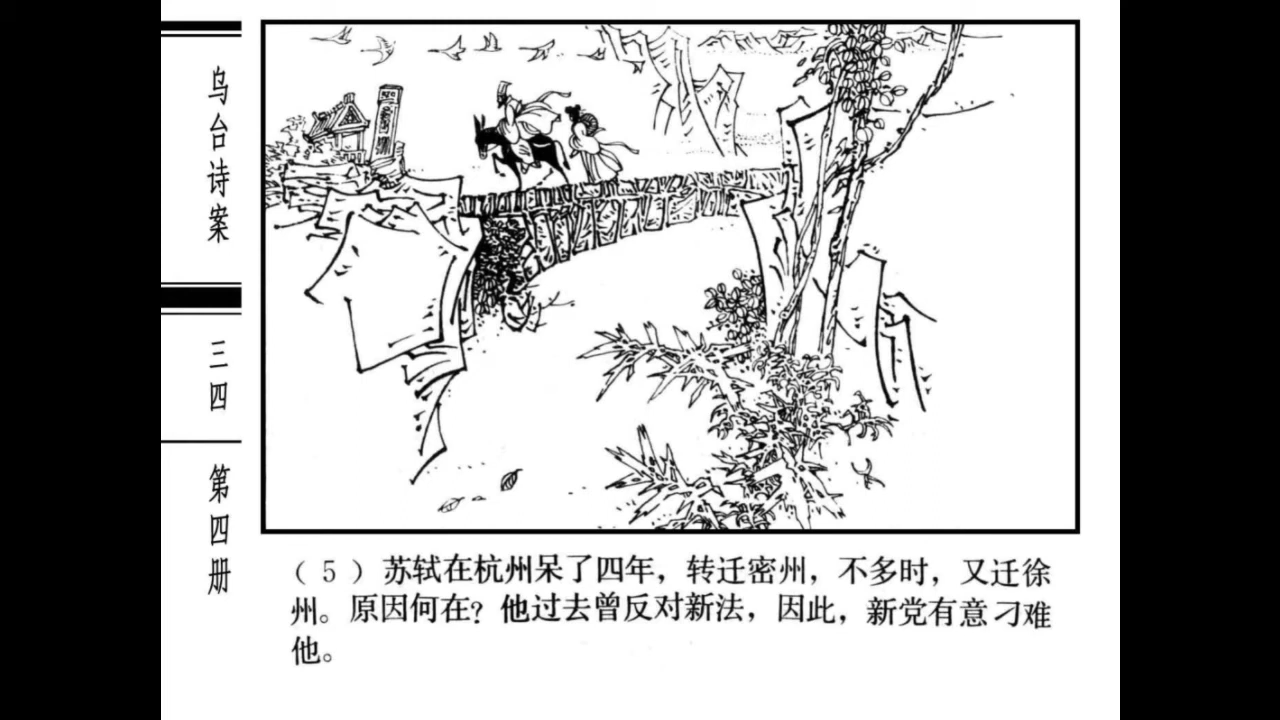 乌台诗案
三四
第四册
（5）苏轼在杭州呆了四年，转迁密州，不多时，又迁徐
州。原因何在？他过去曾反对新法，因此，新党有意刁难
他。